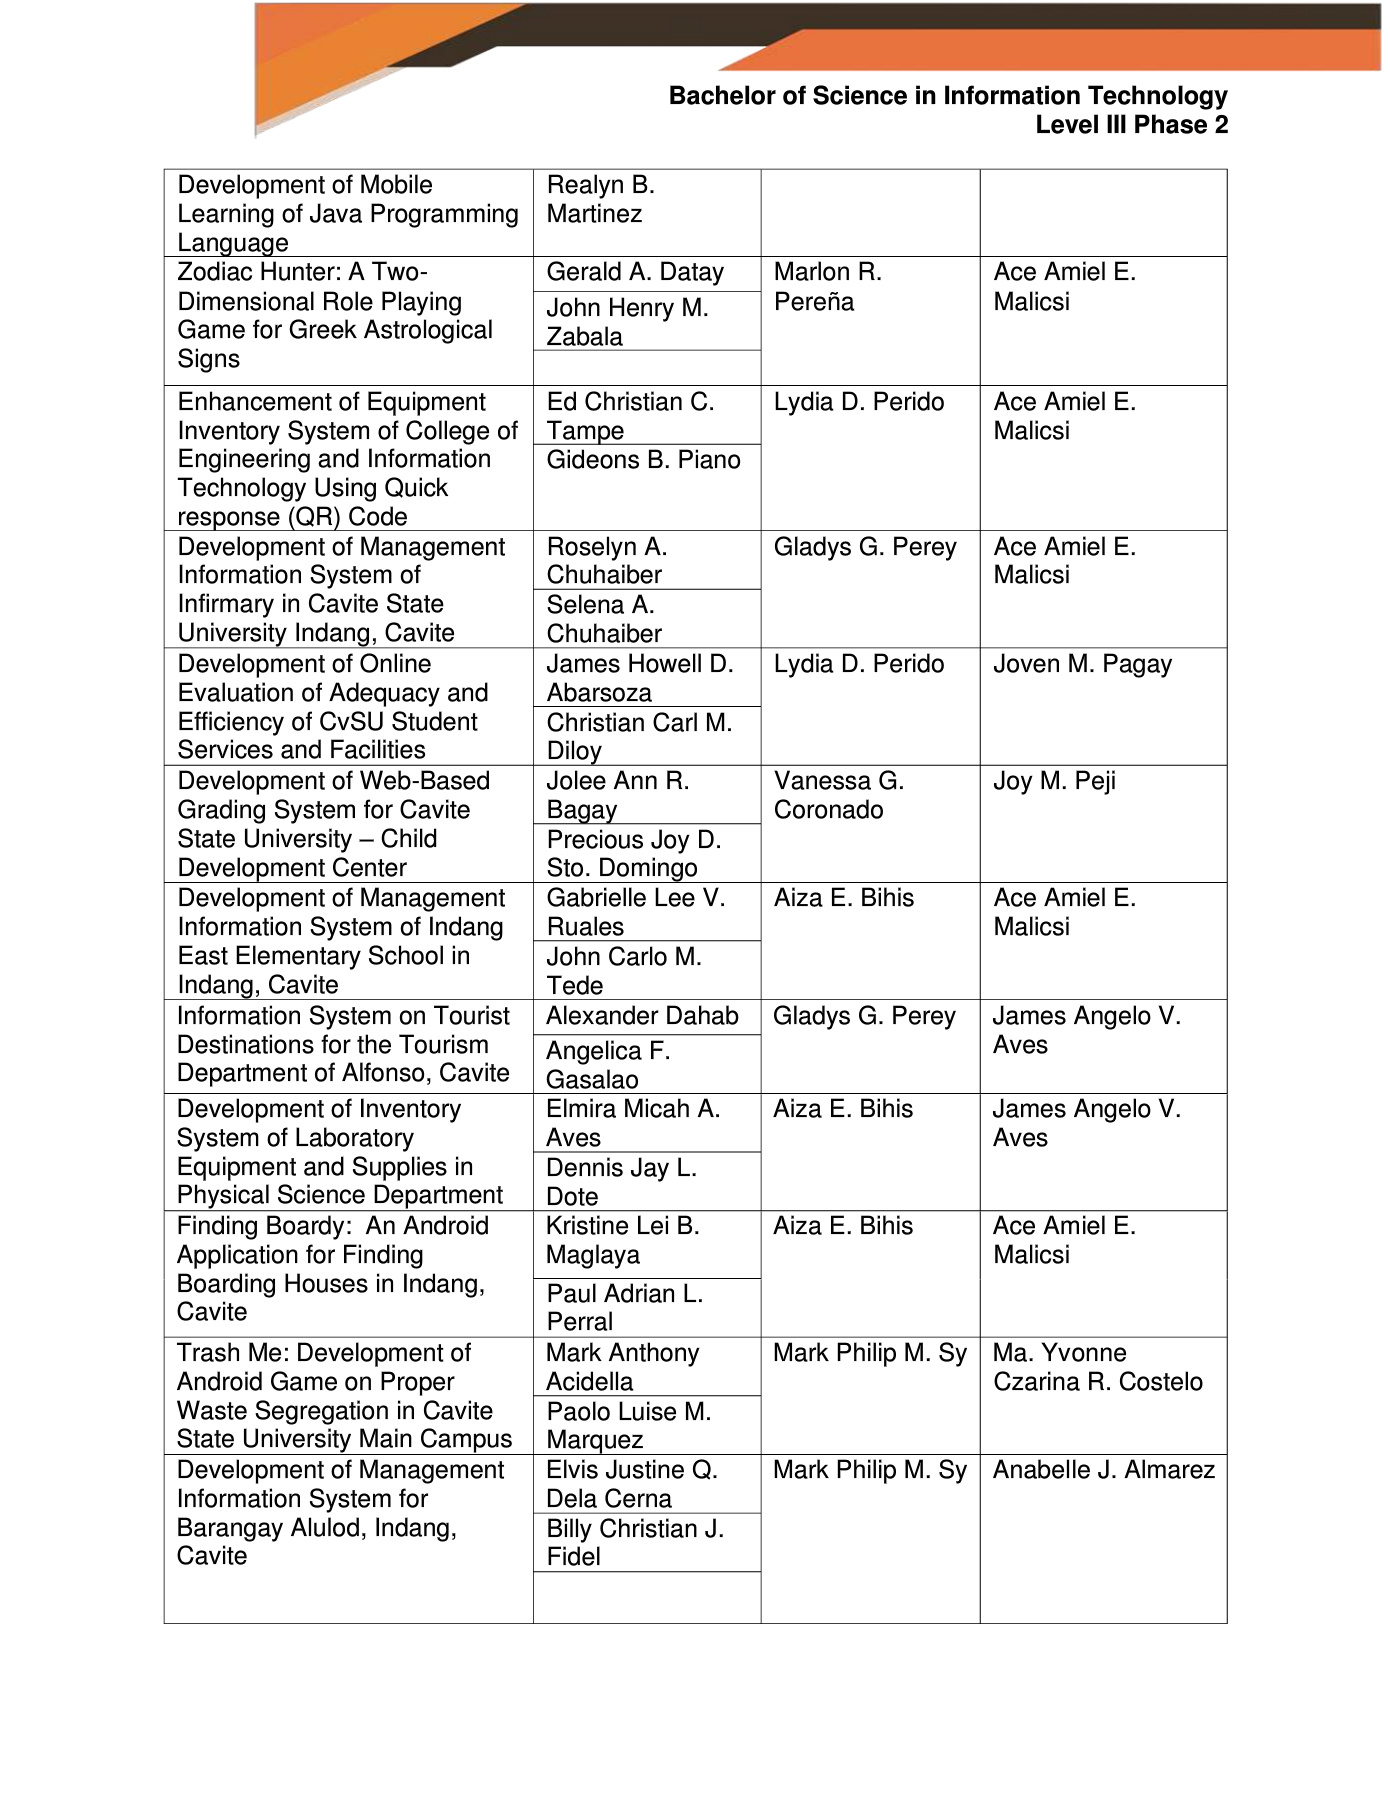 Bachelor of Science in Information Technology
Level III Phase 2
Development of Mobile
Learning of Java Programming
Language
Realyn B.
Martinez
Zodiac Hunter: A Two-
Dimensional Role Playing
Game for Greek Astrological
Signs
Gerald A. Datay
John Henry M.
Zabala
Marlon R.
Pereña
Ace Amiel E.
Malicsi
Enhancement of Equipment
Inventory System of College of
Engineering and Information
Technology Using Quick
response (QR) Code
Ed Christian C.
Tampe
Gideons B. Piano
Lydia D. Perido
Ace Amiel E.
Malicsi
Development of Management
Information System of
Infirmary in Cavite State
University Indang, Cavite
Roselyn A.
Chuhaiber
Selena A.
Chuhaiber
Gladys G. Perey
Ace Amiel E.
Malicsi
Development of Online
Evaluation of Adequacy and
Efficiency of CvSU Student
Services and Facilities
James Howell D.
Abarsoza
Christian Carl M.
Diloy
Lydia D. Perido
Joven M. Pagay
Development of Web-Based
Grading System for Cavite
State University – Child
Development Center
Jolee Ann R.
Bagay
Precious Joy D.
Sto. Domingo
Vanessa G.
Coronado
Joy M. Peji
Development of Management
Information System of Indang
East Elementary School in
Indang, Cavite
Gabrielle Lee V.
Ruales
John Carlo M.
Tede
Aiza E. Bihis
Ace Amiel E.
Malicsi
Information System on Tourist
Destinations for the Tourism
Department of Alfonso, Cavite
Alexander Dahab
Angelica F.
Gasalao
Gladys G. Perey
James Angelo V.
Aves
Development of Inventory
System of Laboratory
Equipment and Supplies in
Physical Science Department
Elmira Micah A.
Aves
Dennis Jay L.
Dote
Aiza E. Bihis
James Angelo V.
Aves
Finding Boardy:  An Android
Application for Finding
Boarding Houses in Indang,
Cavite
Kristine Lei B.
Maglaya
Paul Adrian L.
Perral
Aiza E. Bihis
Ace Amiel E.
Malicsi
Trash Me: Development of
Android Game on Proper
Waste Segregation in Cavite
State University Main Campus
Mark Anthony
Acidella
Paolo Luise M.
Marquez
Mark Philip M. Sy
Ma. Yvonne
Czarina R. Costelo
Development of Management
Information System for
Barangay Alulod, Indang,
Cavite
Elvis Justine Q.
Dela Cerna
Billy Christian J.
Fidel
Mark Philip M. Sy
Anabelle J. Almarez